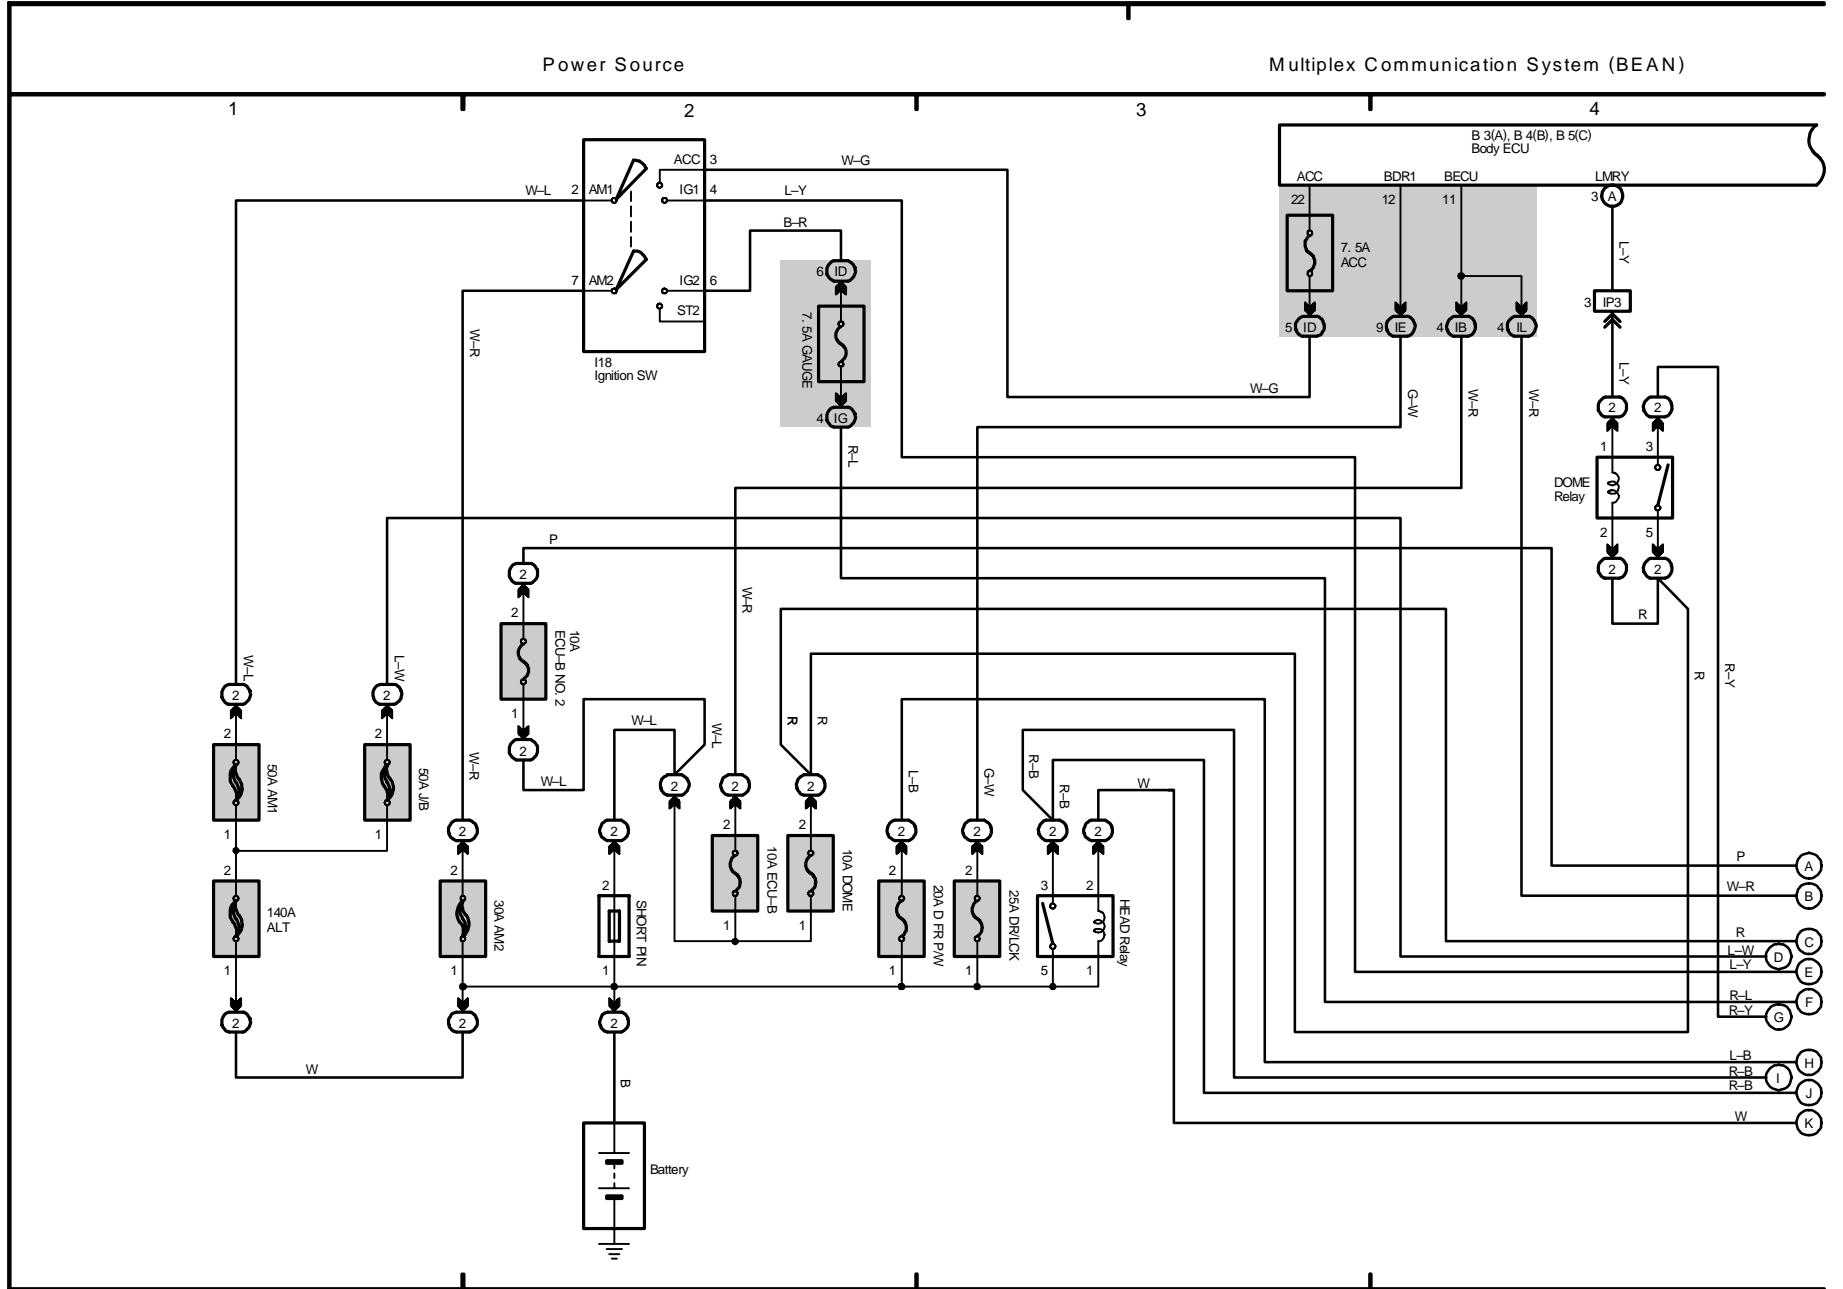 Power Source
Multiplex Communication System (BEAN)
1
2
3
4
B 3(A), B 4(B), B 5(C)
Body ECU
ACC
BDR1
BECU
LMRY
22
12
11
3
A
7. 5A
ACC
5
ID
9
IE
4
IB
4
IL
L–Y
3
IP3
L–Y
2
2
1
3
DOME
Relay
2
5
2
2
R
R
R–Y
W–L
2
AM1
ACC
3
W–G
IG1
4
L–Y
B–R
7
AM2
IG2
6
ST2
I18
Ignition SW
W–R
6
ID
7. 5A GAUGE
4
IG
R–L
W–G
G–W
W–R
W–R
P
2
2
10A
ECU–B NO. 2
1
2
W–L
W–L
W–L
W–R
R
R
L–B
G–W
R–B
R–B
W
W–L
2
2
50A AM1
1
L–W
2
2
50A J/B
1
2
140A
ALT
1
2
W
W–R
2
2
30A AM2
1
2
2
2
SHORT PIN
1
2
2
2
2
10A ECU–B
1
2
2
10A DOME
1
2
2
20A D FR P/W
1
2
2
25A DR/LCK
1
2
2
3
2
HEAD Relay
5
1
B
Battery
P
A
W–R
B
R
C
L–W
D
L–Y
E
R–L
F
R–Y
G
L–B
H
R–B
I
R–B
J
W
K